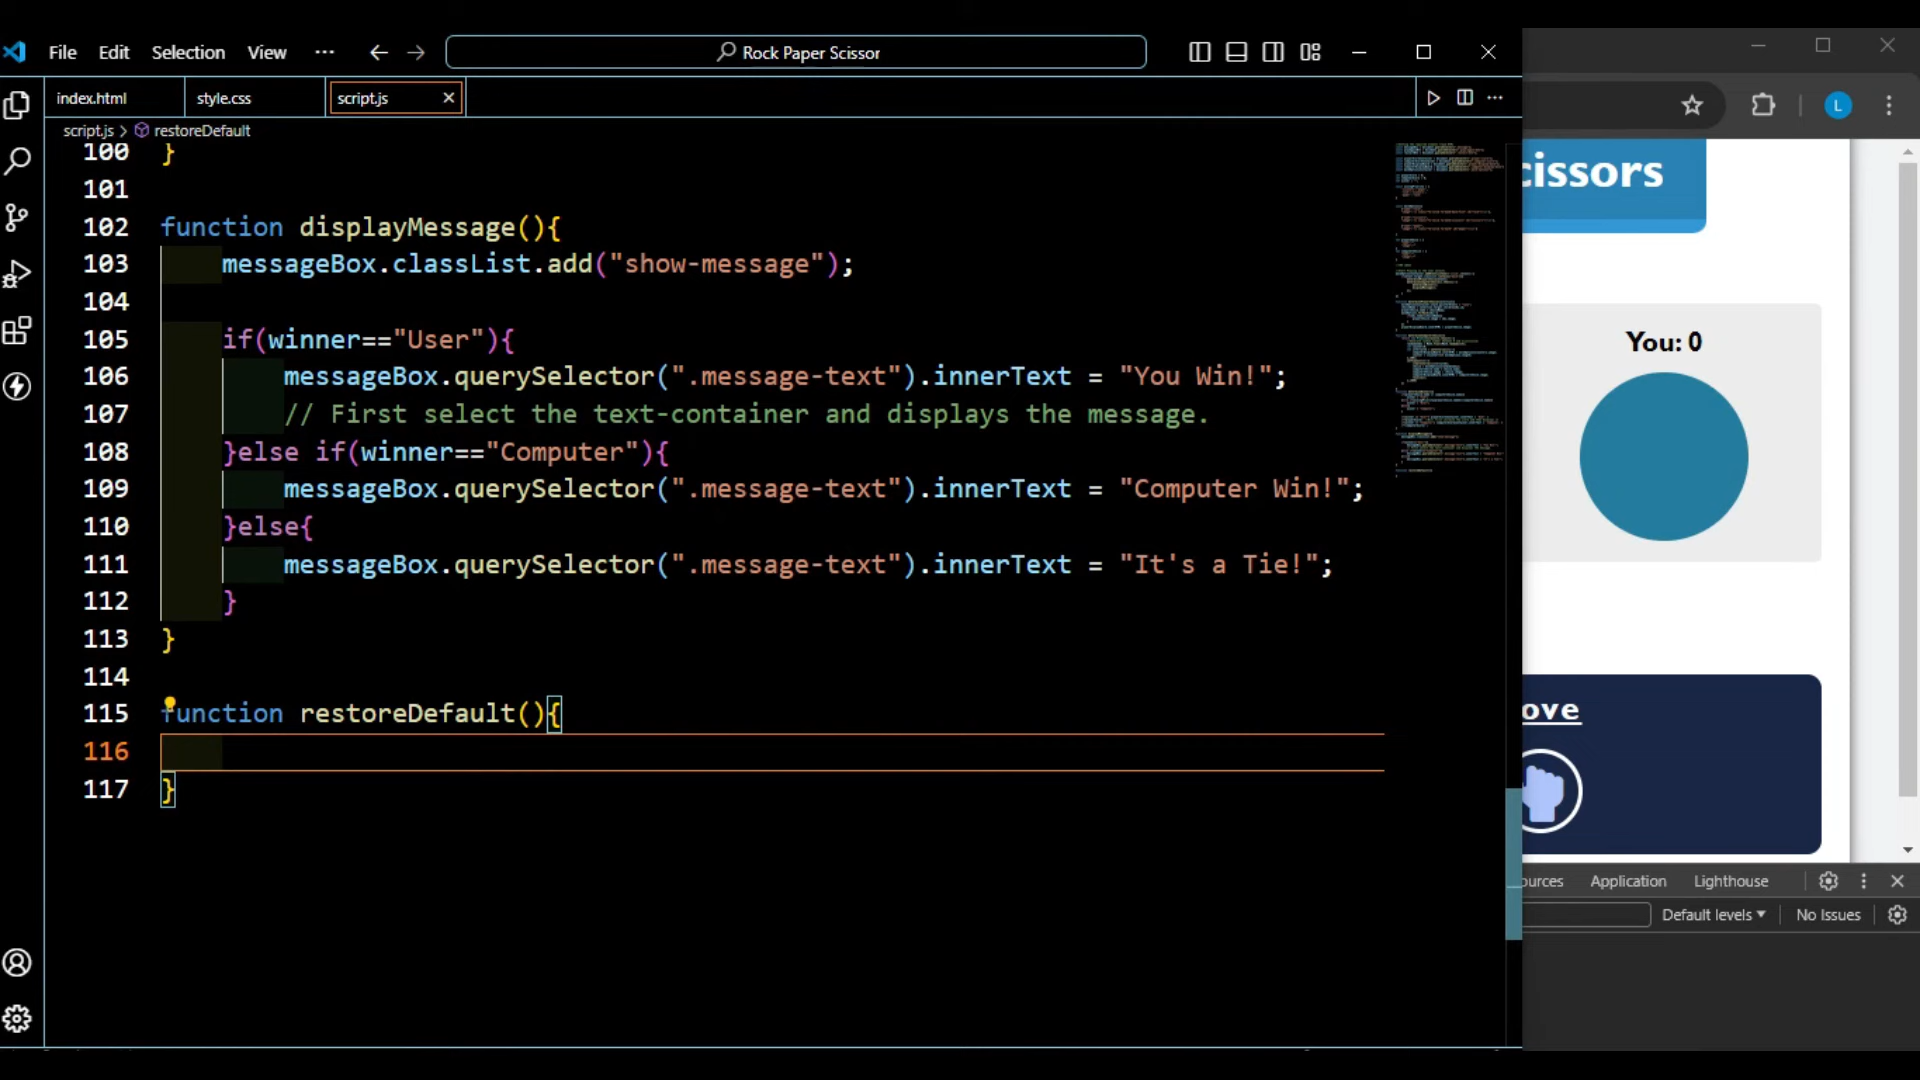 File Edit Selection View ··· Rock Paper Scissor
index.html style.css script.js
script.js > restoreDefault
100 }
101
102 function displayMessage(){
103 messageBox.classList.add("show-message");
104
105 if(winner=="User"){
106 messageBox.querySelector(".message-text").innerText = "You Win!";
107 // First select the text-container and displays the message.
108 }else if(winner=="Computer"){
109 messageBox.querySelector(".message-text").innerText = "Computer Win!";
110 }else{
111 messageBox.querySelector(".message-text").innerText = "It's a Tie!";
112 }
113 }
114
115 function restoreDefault(){
116
117 }
L
cissors
You: 0
ove
ources Application Lighthouse
Default levels No Issues